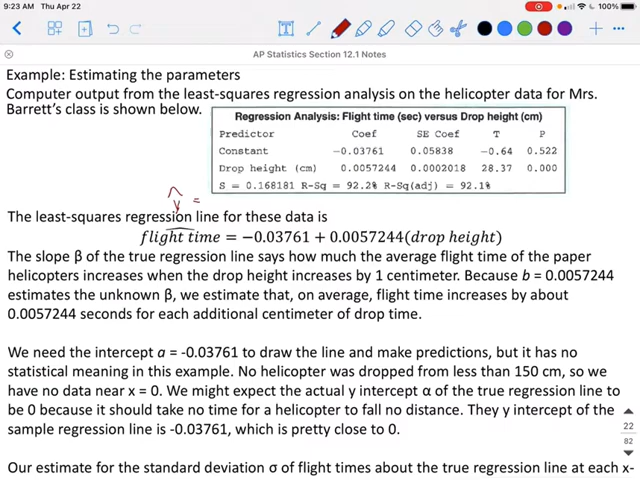 9:23 AM Thu Apr 22
100%
AP Statistics Section 12.1 Notes
Example: Estimating the parameters
Computer output from the least-squares regression analysis on the helicopter data for Mrs.
Barrett's class is shown below.
Regression Analysis: Flight time (sec) versus Drop height (cm)
Predictor Coef SE Coef T P
Constant -0.03761 0.05838 -0.64 0.522
Drop height (cm) 0.0057244 0.0002018 28.37 0.000
S = 0.168181 R-Sq = 92.2% R-Sq(adj) = 92.1%
ŷ =
The least-squares regression line for these data is
flight time = −0.03761 + 0.0057244(drop height)
The slope β of the true regression line says how much the average flight time of the paper
helicopters increases when the drop height increases by 1 centimeter. Because b = 0.0057244
estimates the unknown β, we estimate that, on average, flight time increases by about
0.0057244 seconds for each additional centimeter of drop time.
We need the intercept a = -0.03761 to draw the line and make predictions, but it has no
statistical meaning in this example. No helicopter was dropped from less than 150 cm, so we
have no data near x = 0. We might expect the actual y intercept α of the true regression line to
be 0 because it should take no time for a helicopter to fall no distance. They y intercept of the
sample regression line is -0.03761, which is pretty close to 0.
22
82
Our estimate for the standard deviation σ of flight times about the true regression line at each x-